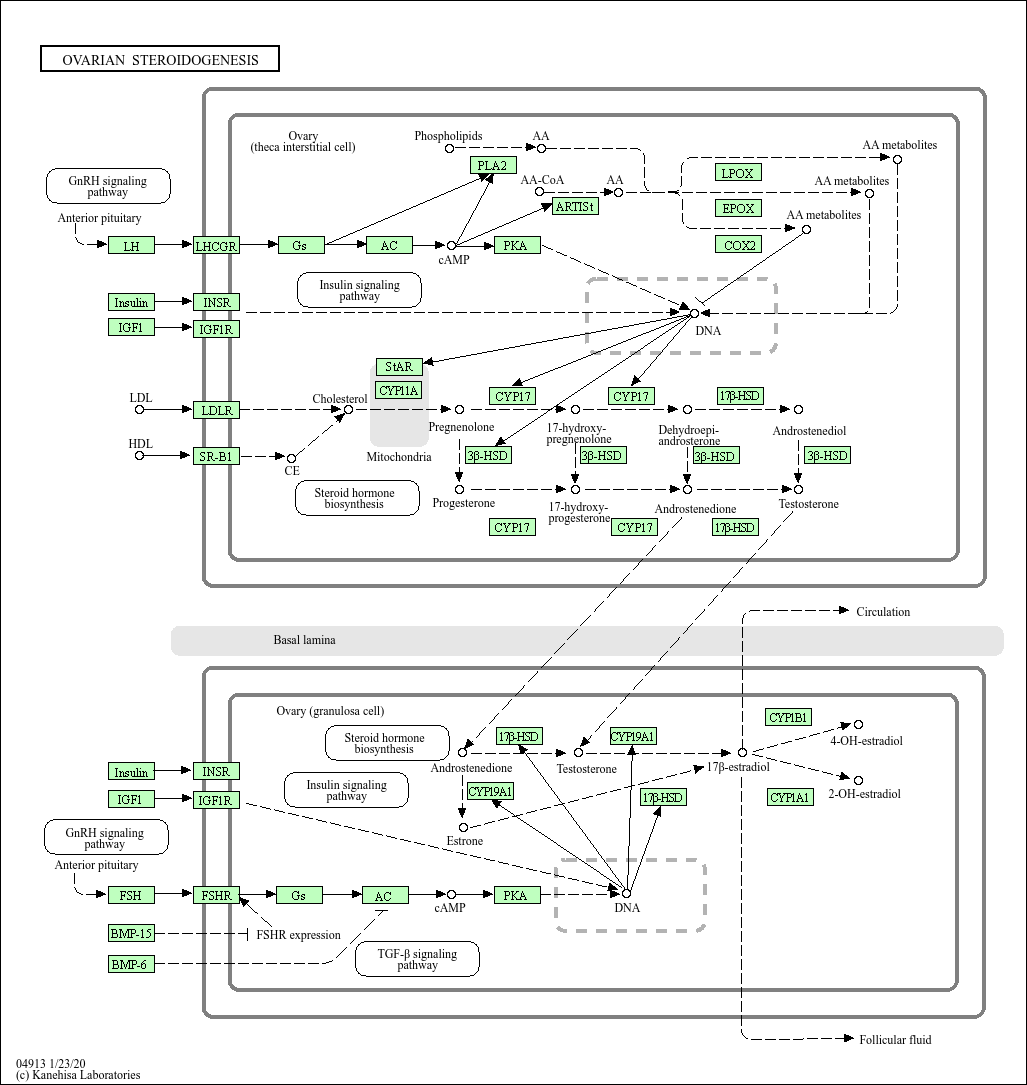 OVARIAN STEROIDOGENESIS
Ovary
(theca interstitial cell)
Phospholipids
AA
AA metabolites
PLA2
LPOX
GnRH signaling
pathway
AA-CoA
AA
AA metabolites
ARTISt
EPOX
AA metabolites
Anterior pituitary
LH
LHCGR
Gs
AC
cAMP
PKA
COX2
Insulin signaling
pathway
Insulin
INSR
IGF1
IGF1R
DNA
StAR
CYP11A
LDL
LDLR
Cholesterol
CYP17
CYP17
17β-HSD
Pregnenolone
17-hydroxy-
pregnenolone
Dehydroepi-
androsterone
Androstenediol
HDL
SR-B1
CE
Mitochondria
3β-HSD
3β-HSD
3β-HSD
3β-HSD
Steroid hormone
biosynthesis
Progesterone
17-hydroxy-
progesterone
Androstenedione
Testosterone
CYP17
CYP17
17β-HSD
Circulation
Basal lamina
Ovary (granulosa cell)
Steroid hormone
biosynthesis
17β-HSD
CYP19A1
CYP1B1
4-OH-estradiol
Androstenedione
Testosterone
17β-estradiol
Insulin
INSR
Insulin signaling
pathway
CYP19A1
17β-HSD
CYP1A1
2-OH-estradiol
IGF1
IGF1R
GnRH signaling
pathway
Estrone
Anterior pituitary
FSH
FSHR
Gs
AC
cAMP
PKA
DNA
BMP-15
FSHR expression
BMP-6
TGF-β signaling
pathway
Follicular fluid
04913 1/23/20
(c) Kanehisa Laboratories